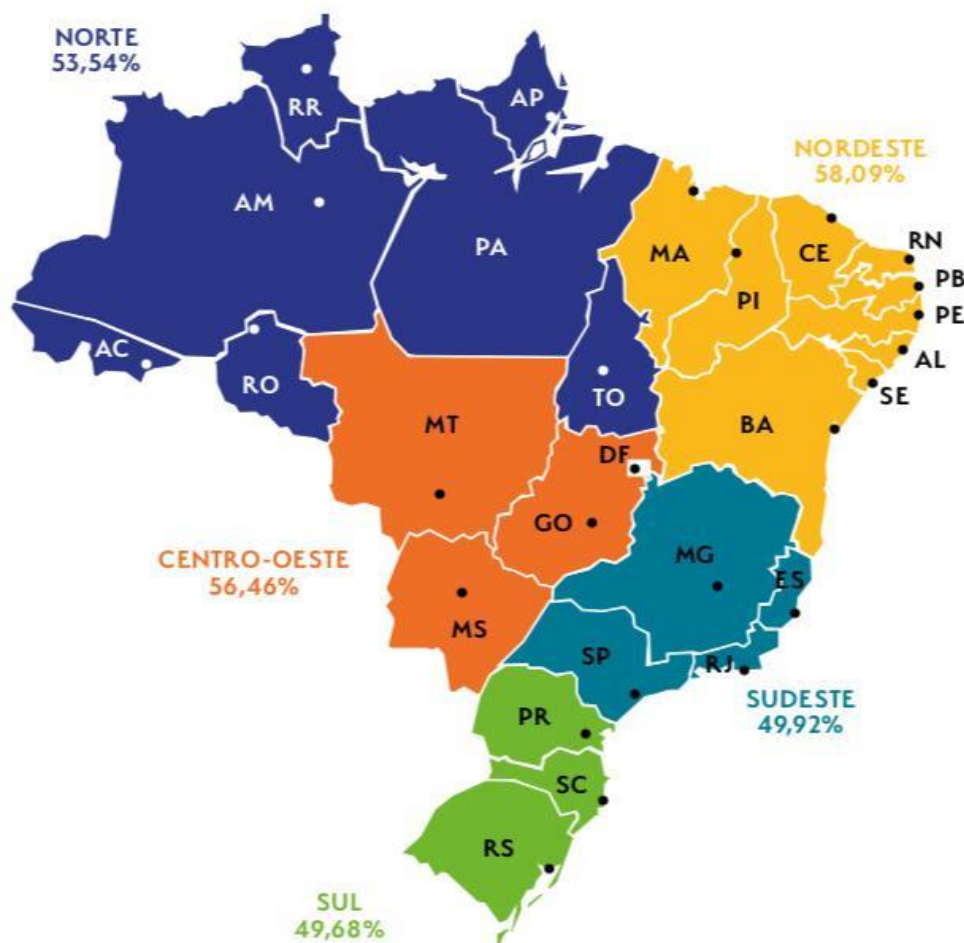 NORTE
53,54%
RR
AP
NORDESTE
58,09%
AM
PA
MA
CE
RN
PI
PB
PE
AC
RO
TO
AL
SE
MT
BA
DF
GO
CENTRO-OESTE
56,46%
MG
ES
MS
SP
RJ
SUDESTE
49,92%
PR
SC
RS
SUL
49,68%